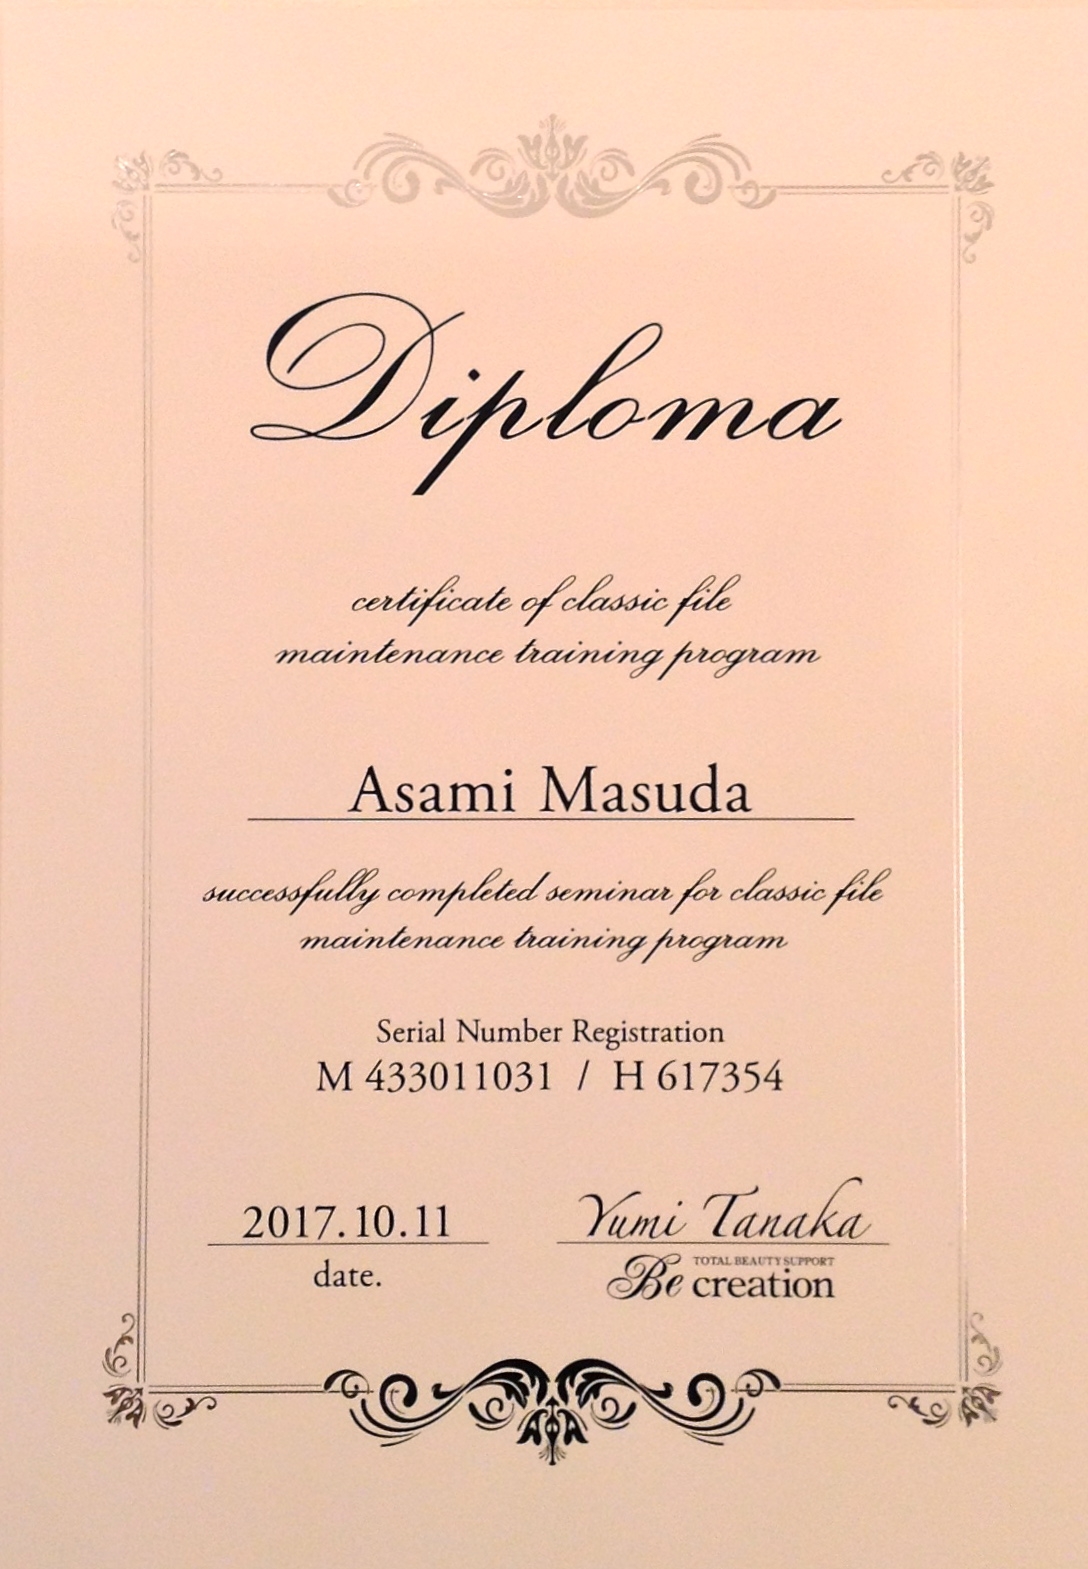 Diploma
certificate of classic file
maintenance training program
Asami Masuda
successfully completed seminar for classic file
maintenance training program
Serial Number Registration
M 433011031 / H 617354
2017.10.11
date.
Yumi Tanaka
TOTAL BEAUTY SUPPORT
Be creation